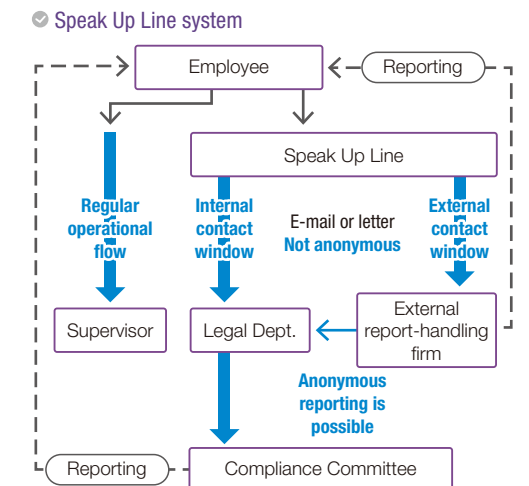 Speak Up Line system
Employee
Reporting
Speak Up Line
Regular
operational
flow
Internal
contact
window
E-mail or letter
Not anonymous
External
contact
window
Supervisor
Legal Dept.
External
report-handling
firm
Anonymous
reporting is
possible
Reporting
Compliance Committee